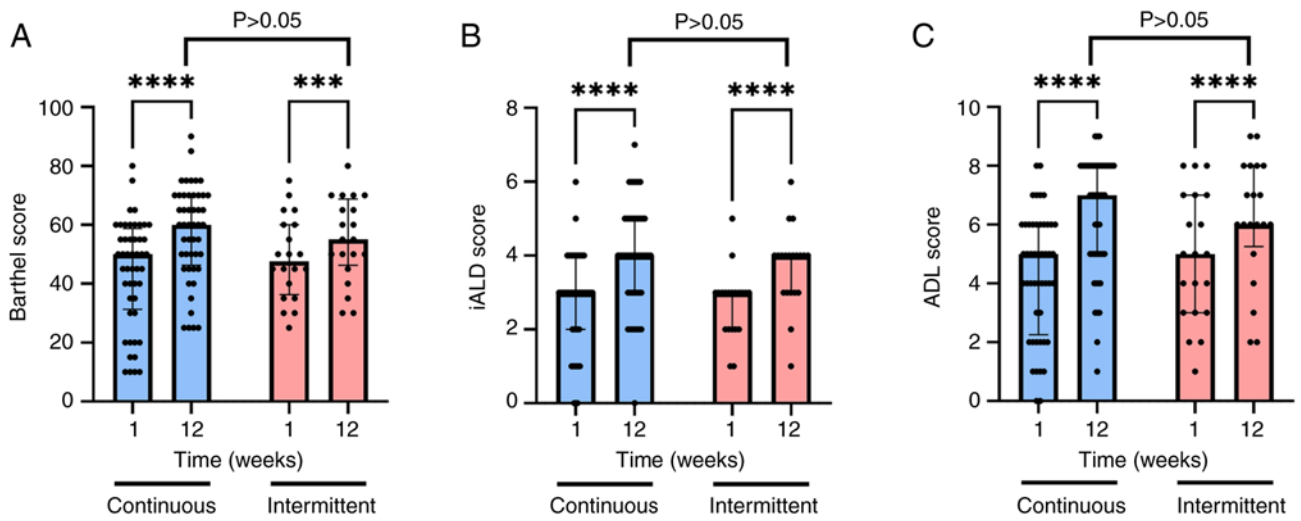 A
P>0.05
**** ***
Barthel score
100
80
60
40
20
0
1 12 1 12
Time (weeks)
Continuous Intermittent
B
P>0.05
**** ****
iALD score
8
6
4
2
0
1 12 1 12
Time (weeks)
Continuous Intermittent
C
P>0.05
**** ****
ADL score
10
8
6
4
2
0
1 12 1 12
Time (weeks)
Continuous Intermittent